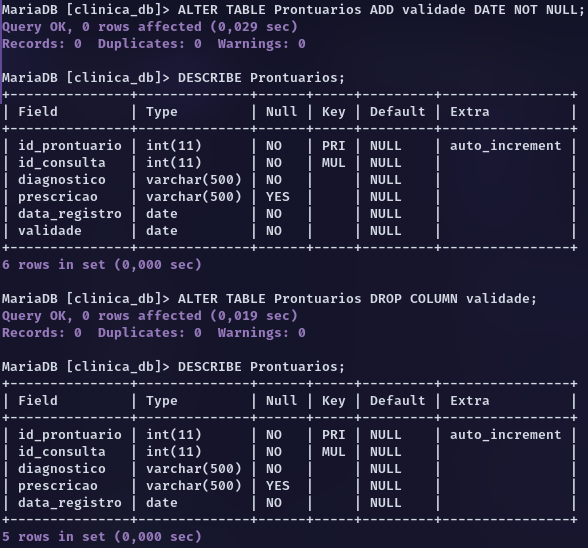 MariaDB [clinica_db]> ALTER TABLE Prontuarios ADD validade DATE NOT NULL;
Query OK, 0 rows affected (0,029 sec)
Records: 0  Duplicates: 0  Warnings: 0

MariaDB [clinica_db]> DESCRIBE Prontuarios;
+---------------+--------------+------+-----+---------+----------------+
| Field         | Type         | Null | Key | Default | Extra          |
+---------------+--------------+------+-----+---------+----------------+
| id_prontuario | int(11)      | NO   | PRI | NULL    | auto_increment |
| id_consulta   | int(11)      | NO   | MUL | NULL    |                |
| diagnostico   | varchar(500) | NO   |     | NULL    |                |
| prescricao    | varchar(500) | YES  |     | NULL    |                |
| data_registro | date         | NO   |     | NULL    |                |
| validade      | date         | NO   |     | NULL    |                |
+---------------+--------------+------+-----+---------+----------------+
6 rows in set (0,000 sec)

MariaDB [clinica_db]> ALTER TABLE Prontuarios DROP COLUMN validade;
Query OK, 0 rows affected (0,019 sec)
Records: 0  Duplicates: 0  Warnings: 0

MariaDB [clinica_db]> DESCRIBE Prontuarios;
+---------------+--------------+------+-----+---------+----------------+
| Field         | Type         | Null | Key | Default | Extra          |
+---------------+--------------+------+-----+---------+----------------+
| id_prontuario | int(11)      | NO   | PRI | NULL    | auto_increment |
| id_consulta   | int(11)      | NO   | MUL | NULL    |                |
| diagnostico   | varchar(500) | NO   |     | NULL    |                |
| prescricao    | varchar(500) | YES  |     | NULL    |                |
| data_registro | date         | NO   |     | NULL    |                |
+---------------+--------------+------+-----+---------+----------------+
5 rows in set (0,000 sec)